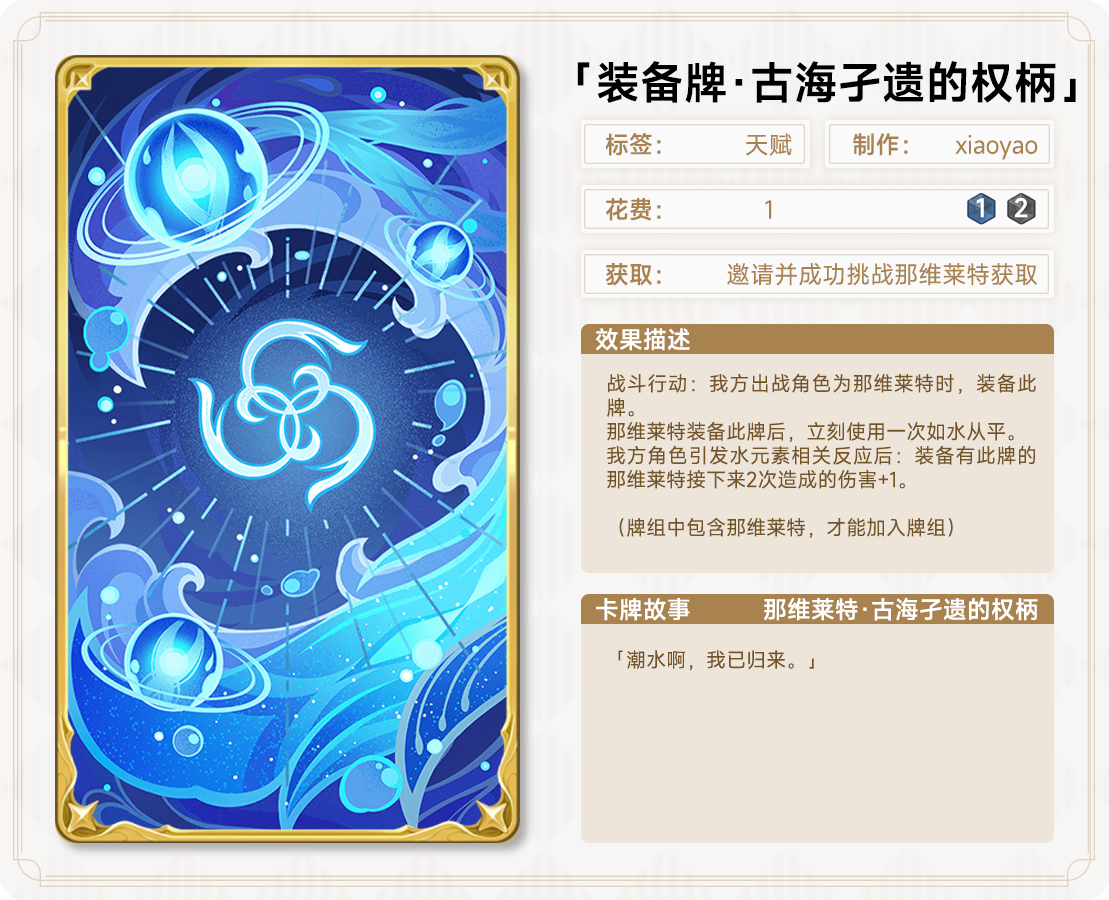 「装备牌·古海孑遗的权柄」
标签： 天赋
制作： xiaoyao
花费： 1 1 2
获取： 邀请并成功挑战那维莱特获取
效果描述
战斗行动：我方出战角色为那维莱特时，装备此
牌。
那维莱特装备此牌后，立刻使用一次如水从平。
我方角色引发水元素相关反应后：装备有此牌的
那维莱特接下来2次造成的伤害+1。
（牌组中包含那维莱特，才能加入牌组）
卡牌故事 那维莱特·古海孑遗的权柄
「潮水啊，我已归来。」